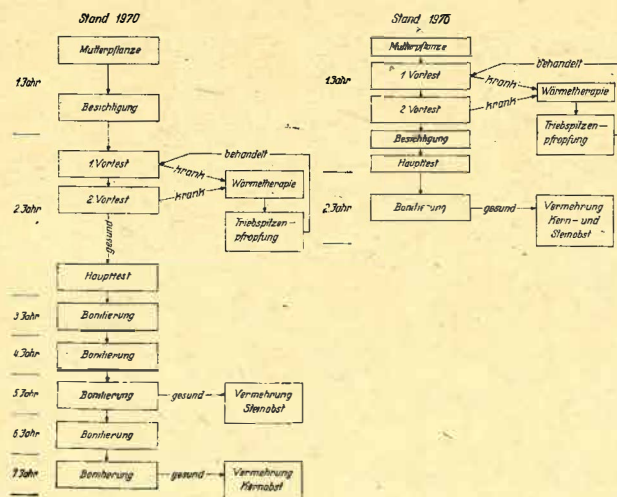 Stand 1970
1 Jahr
Mutterpflanze
Besichtigung
2 Jahr
1 Vortest
krank
behandelt
Wärmetherapie
2. Vortest
krank
Triebspitzen-
pfropfung
gesund
Haupttest
3 Jahr
Bonitierung
4 Jahr
Bonitierung
5 Jahr
Bonitierung
gesund
Vermehrung
Steinobst
6 Jahr
Bonitierung
7 Jahr
Bonitierung
gesund
Vermehrung
Kernobst
Stand 1976
1 Jahr
Mutterpflanze
behandelt
1 Vortest
krank
Wärmetherapie
2 Vortest
krank
Triebspitzen-
pfropfung
Besichtigung
Haupttest
2 Jahr
Bonitierung
gesund
Vermehrung
Kern- und
Steinobst